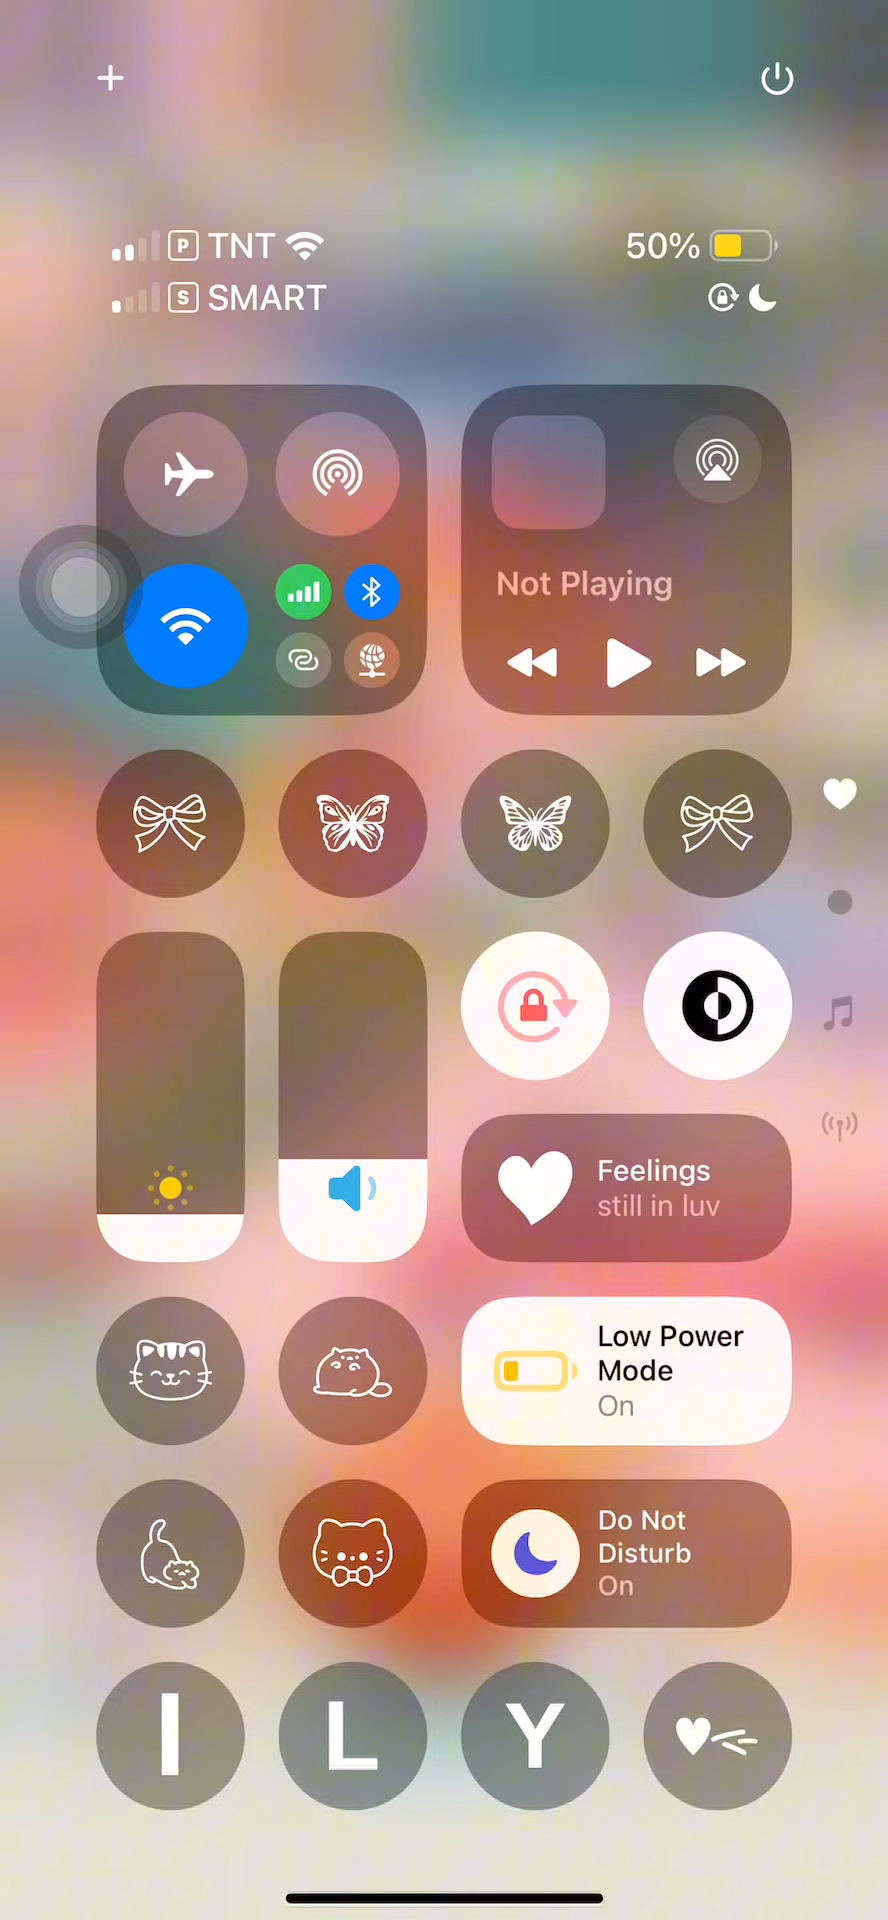 P TNT 50%
S SMART
Not Playing
Feelings
still in luv
Low Power
Mode
On
Do Not
Disturb
On
I L Y